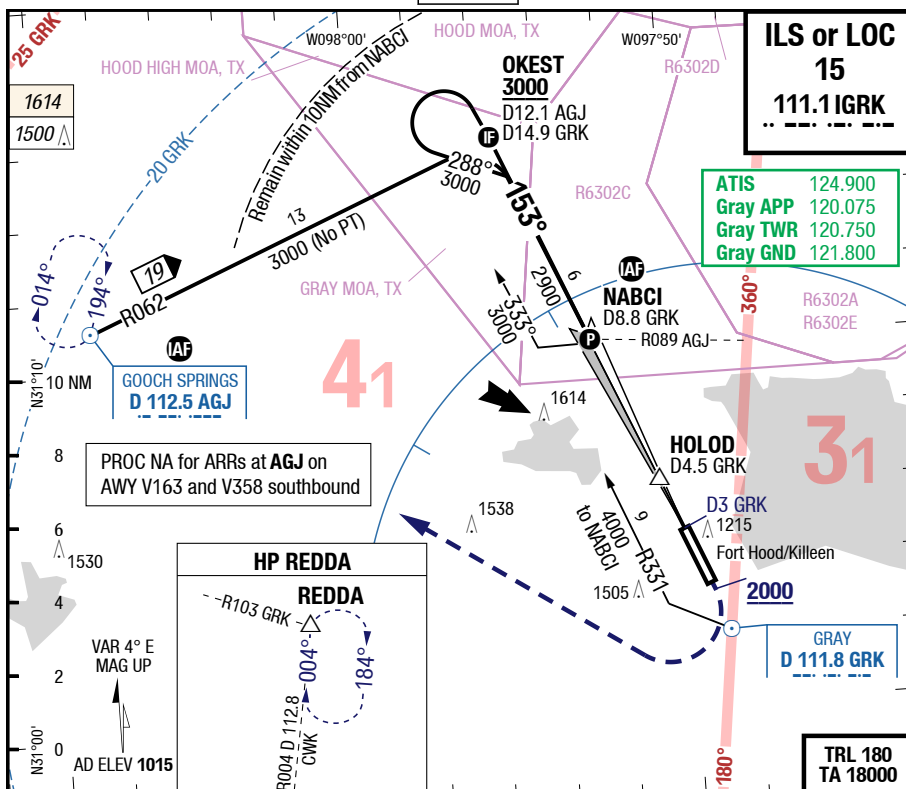 25 GRK
W098°00'
HOOD MOA, TX
W097°50'
ILS or LOC
15
111.1 IGRK
HOOD HIGH MOA, TX
R6302D
1614
1500
OKEST
3000
D12.1 AGJ
D14.9 GRK
IF
20 GRK
Remain within 10NM from NABCI
288°
3000
153°
R6302C
ATIS 124.900
Gray APP 120.075
Gray TWR 120.750
Gray GND 121.800
13
3000 (No PT)
6
2900
IAF
NABCI
D8.8 GRK
360°
014°
194°
19
R062
GRAY MOA, TX
333°
3000
R6302A
R6302E
P
R089 AGJ
IAF
GOOCH SPRINGS
D 112.5 AGJ
N31°10'
10 NM
41
1614
HOLOD
D4.5 GRK
31
8
PROC NA for ARRs at AGJ on
AWY V163 and V358 southbound
D3 GRK
1215
6
1538
9
4000
to NABCI
R331
Fort Hood/Killeen
1530
HP REDDA
REDDA
R103 GRK
004°
184°
R004 D 112.8
CWK
1505
2000
4
GRAY
D 111.8 GRK
VAR 4° E
MAG UP
2
N31°00'
0
AD ELEV 1015
180°
TRL 180
TA 18000